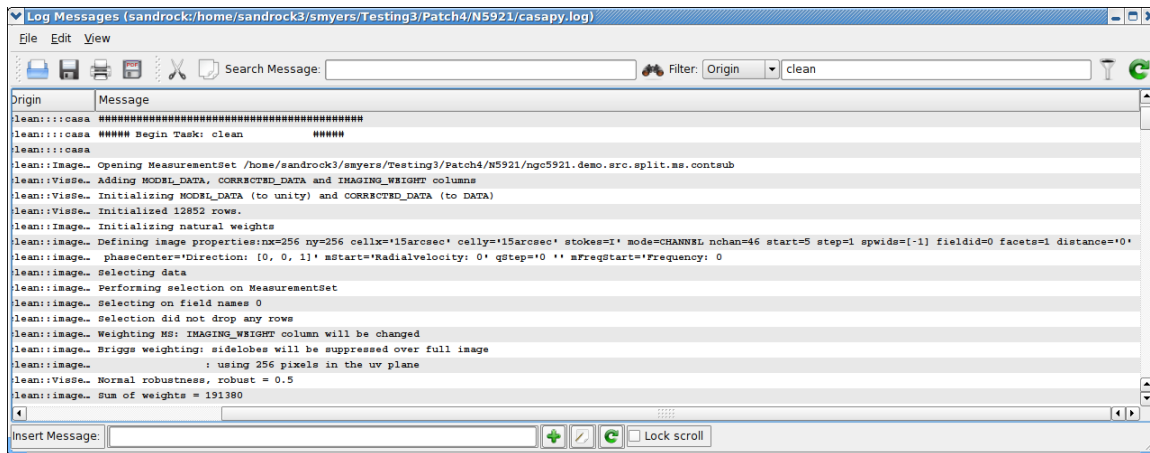 Log Messages (sandrock:/home/sandrock3/smyers/Testing3/Patch4/N5921/casapy.log)
File Edit View
Search Message: Filter: Origin clean
Origin Message
clean::::casa ##########################################
clean::::casa ##### Begin Task: clean #####
clean::::casa
clean::Image… Opening MeasurementSet /home/sandrock3/smyers/Testing3/Patch4/N5921/ngc5921.demo.src.split.ms.contsub
clean::VisSe… Adding MODEL_DATA, CORRECTED_DATA and IMAGING_WEIGHT columns
clean::VisSe… Initializing MODEL_DATA (to unity) and CORRECTED_DATA (to DATA)
clean::VisSe… Initialized 12852 rows.
clean::Image… Initializing natural weights
clean::image… Defining image properties:nx=256 ny=256 cellx='15arcsec' celly='15arcsec' stokes=I' mode=CHANNEL nchan=46 start=5 step=1 spwids=[-1] fieldid=0 facets=1 distance='0'
clean::image… phaseCenter='Direction: [0, 0, 1]' mStart='Radialvelocity: 0' qStep='0 '' mFreqStart='Frequency: 0
clean::image… Selecting data
clean::image… Performing selection on MeasurementSet
clean::image… Selecting on field names 0
clean::image… Selection did not drop any rows
clean::image… Weighting MS: IMAGING_WEIGHT column will be changed
clean::image… Briggs weighting: sidelobes will be suppressed over full image
clean::image… : using 256 pixels in the uv plane
clean::VisSe… Normal robustness, robust = 0.5
clean::image… Sum of weights = 191380
Insert Message: Lock scroll